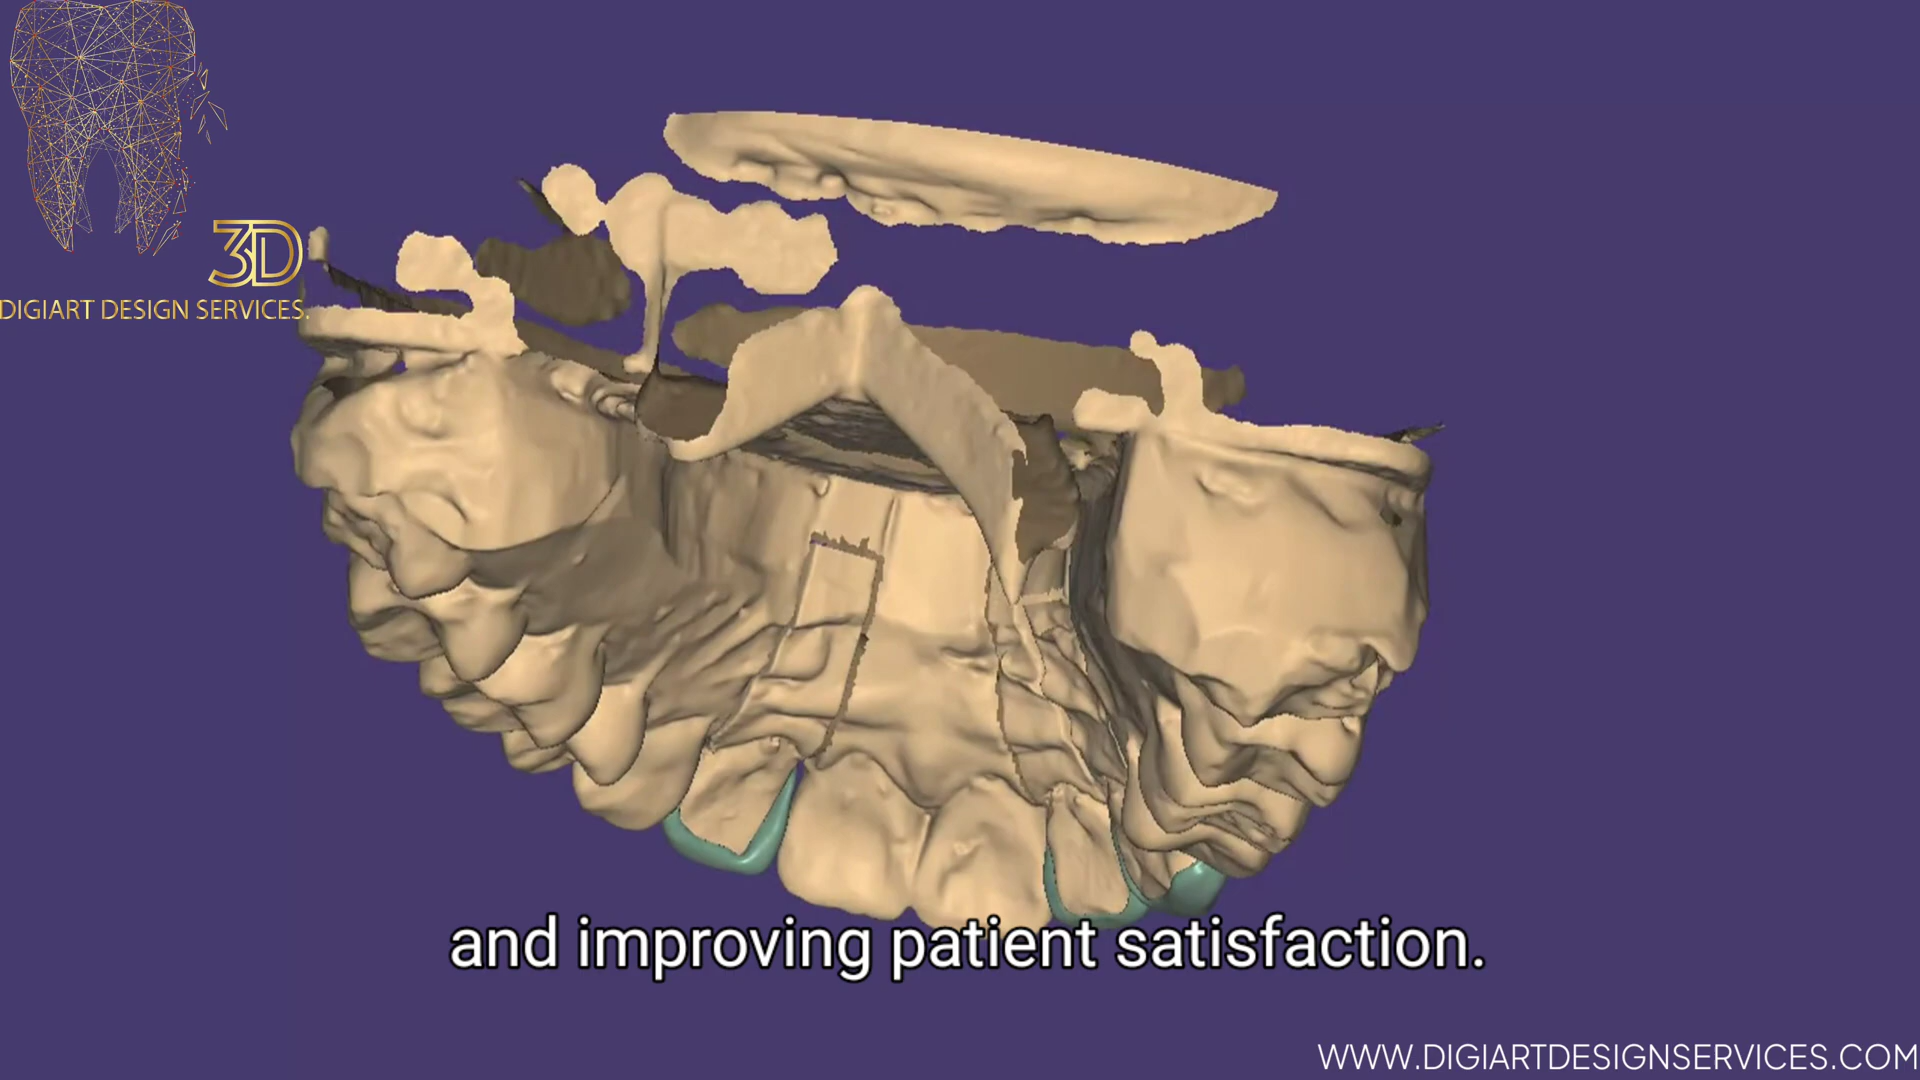 3D
DIGIART DESIGN SERVICES.
and improving patient satisfaction.
WWW.DIGIARTDESIGNSERVICES.COM